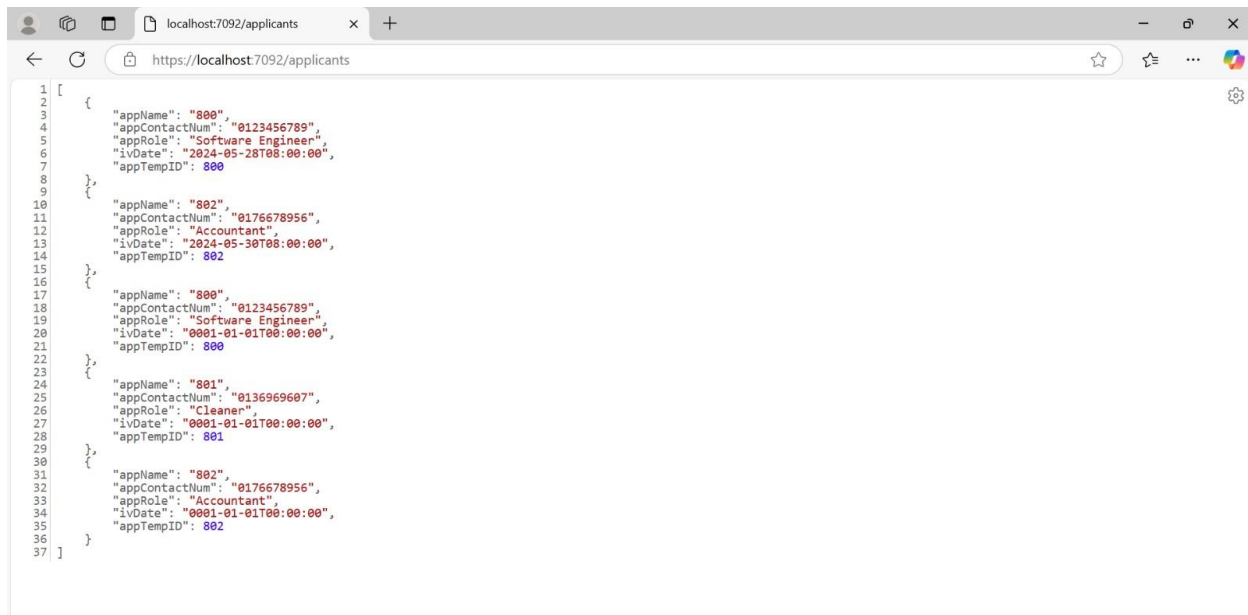 localhost:7092/applicants
https://localhost:7092/applicants
1 [
2 {
3 "appName": "800",
4 "appContactNum": "0123456789",
5 "appRole": "Software Engineer",
6 "ivDate": "2024-05-28T08:00:00",
7 "appTempID": 800
8 },
9 {
10 "appName": "802",
11 "appContactNum": "0176678956",
12 "appRole": "Accountant",
13 "ivDate": "2024-05-30T08:00:00",
14 "appTempID": 802
15 },
16 {
17 "appName": "800",
18 "appContactNum": "0123456789",
19 "appRole": "Software Engineer",
20 "ivDate": "0001-01-01T00:00:00",
21 "appTempID": 800
22 },
23 {
24 "appName": "801",
25 "appContactNum": "0136969607",
26 "appRole": "Cleaner",
27 "ivDate": "0001-01-01T00:00:00",
28 "appTempID": 801
29 },
30 {
31 "appName": "802",
32 "appContactNum": "0176678956",
33 "appRole": "Accountant",
34 "ivDate": "0001-01-01T00:00:00",
35 "appTempID": 802
36 }
37 ]